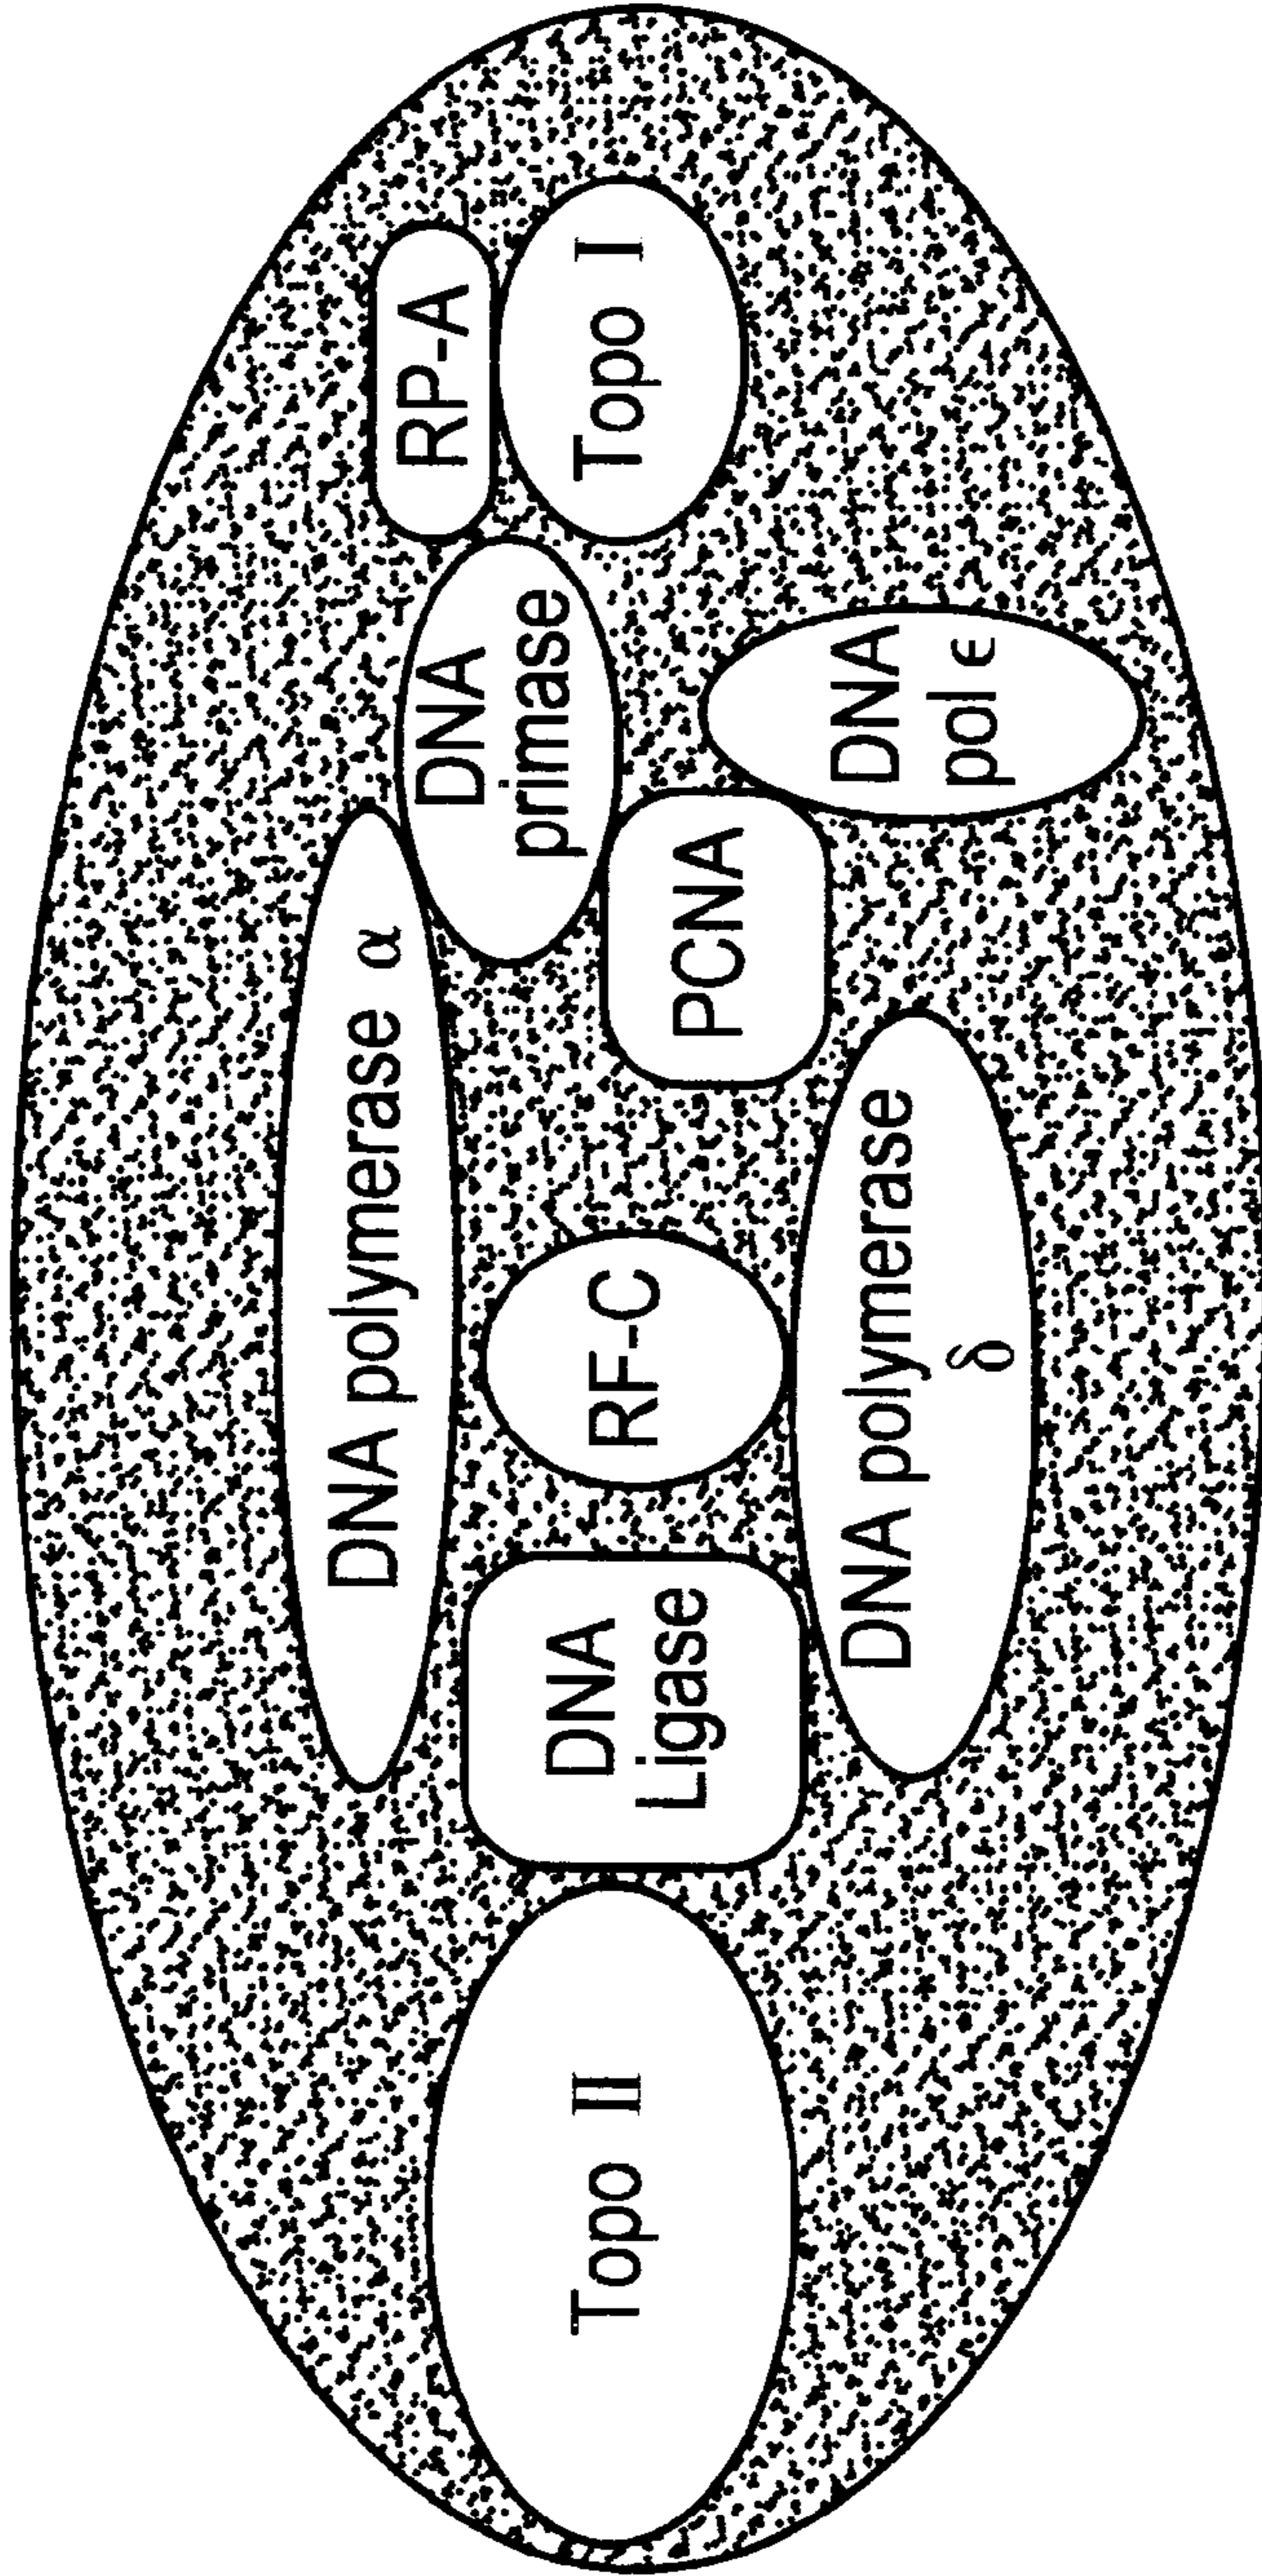 DNA polymerase α
RP-A
DNA
primase
Topo I
Topo II
DNA
Ligase
RF-C
PCNA
DNA polymerase
δ
DNA
pol ϵ